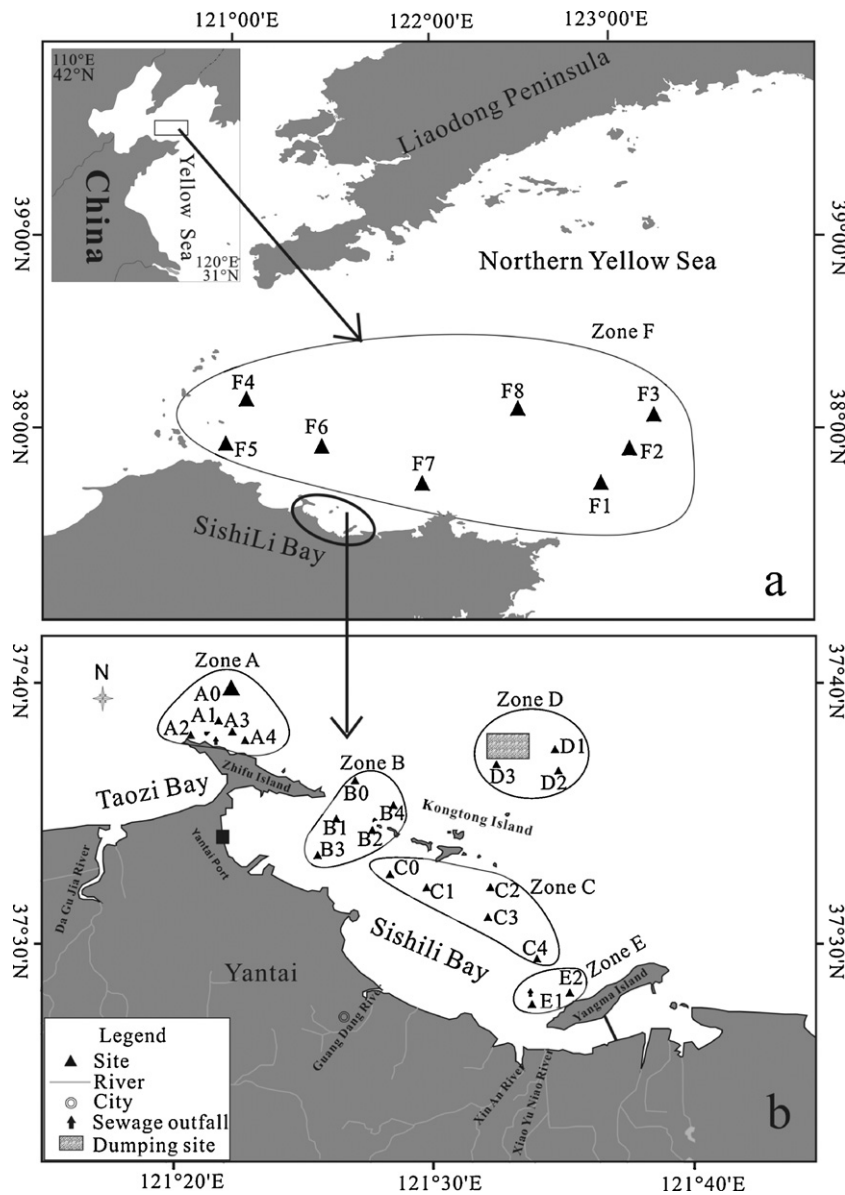 121°00'E
122°00'E
123°00'E
110°E
42°N
China
Yellow Sea
120°E
31°N
Liaodong Peninsula
39°00'N
39°00'N
Northern Yellow Sea
Zone F
F4
F8
F3
38°00'N
38°00'N
F5
F6
F2
F7
F1
SishiLi Bay
a
37°40'N
37°40'N
N
Zone A
A0
A1
A2
A3
A4
Zone D
D1
D3
D2
Zhifu Island
Zone B
B0
B4
B1
B2
B3
Taozi Bay
Kongtong Island
Yantai Port
Da Gu Jia River
C0
C1
C2
Zone C
C3
C4
37°30'N
37°30'N
Sishili Bay
Zone E
E2
E1
Yangma Island
Yantai
Guang Dang River
Xin An River
Xiao Yu Niao River
Legend
Site
River
City
Sewage outfall
Dumping site
b
121°20'E
121°30'E
121°40'E